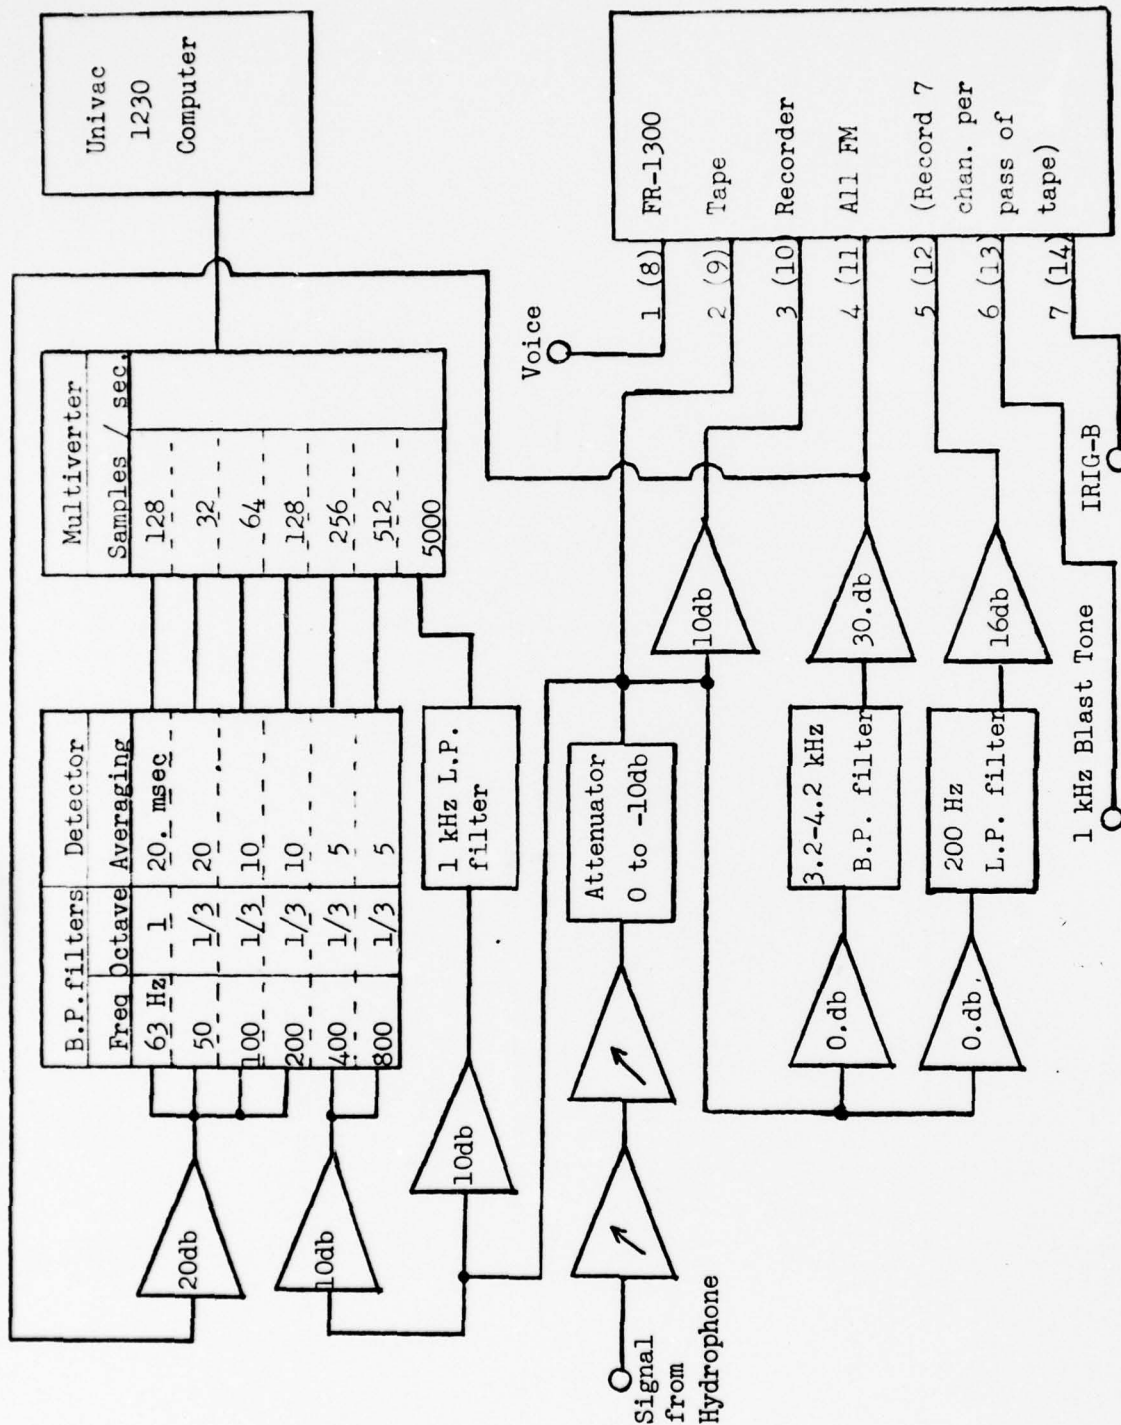 Univac
1230
Computer
Multiverter
Samples / sec.
128
32
64
128
256
512
5000
B.P.filters Detector
Freq Octave Averaging
63 Hz 1 20. msec
50 1/3 20
100 1/3 10
200 1/3 10
400 1/3 5
800 1/3 5
20db
10db
10db
1 kHz L.P.
filter
Signal
from
Hydrophone
Attenuator
0 to -10db
10db
0.db
3.2-4.2 kHz
B.P. filter
30.db
0.db.
200 Hz
L.P. filter
16db
Voice
1 kHz Blast Tone
IRIG-B
1 (8) FR-1300
2 (9) Tape
3 (10) Recorder
4 (11) All FM
5 (12) (Record 7
chan. per
6 (13) pass of
7 (14) tape)